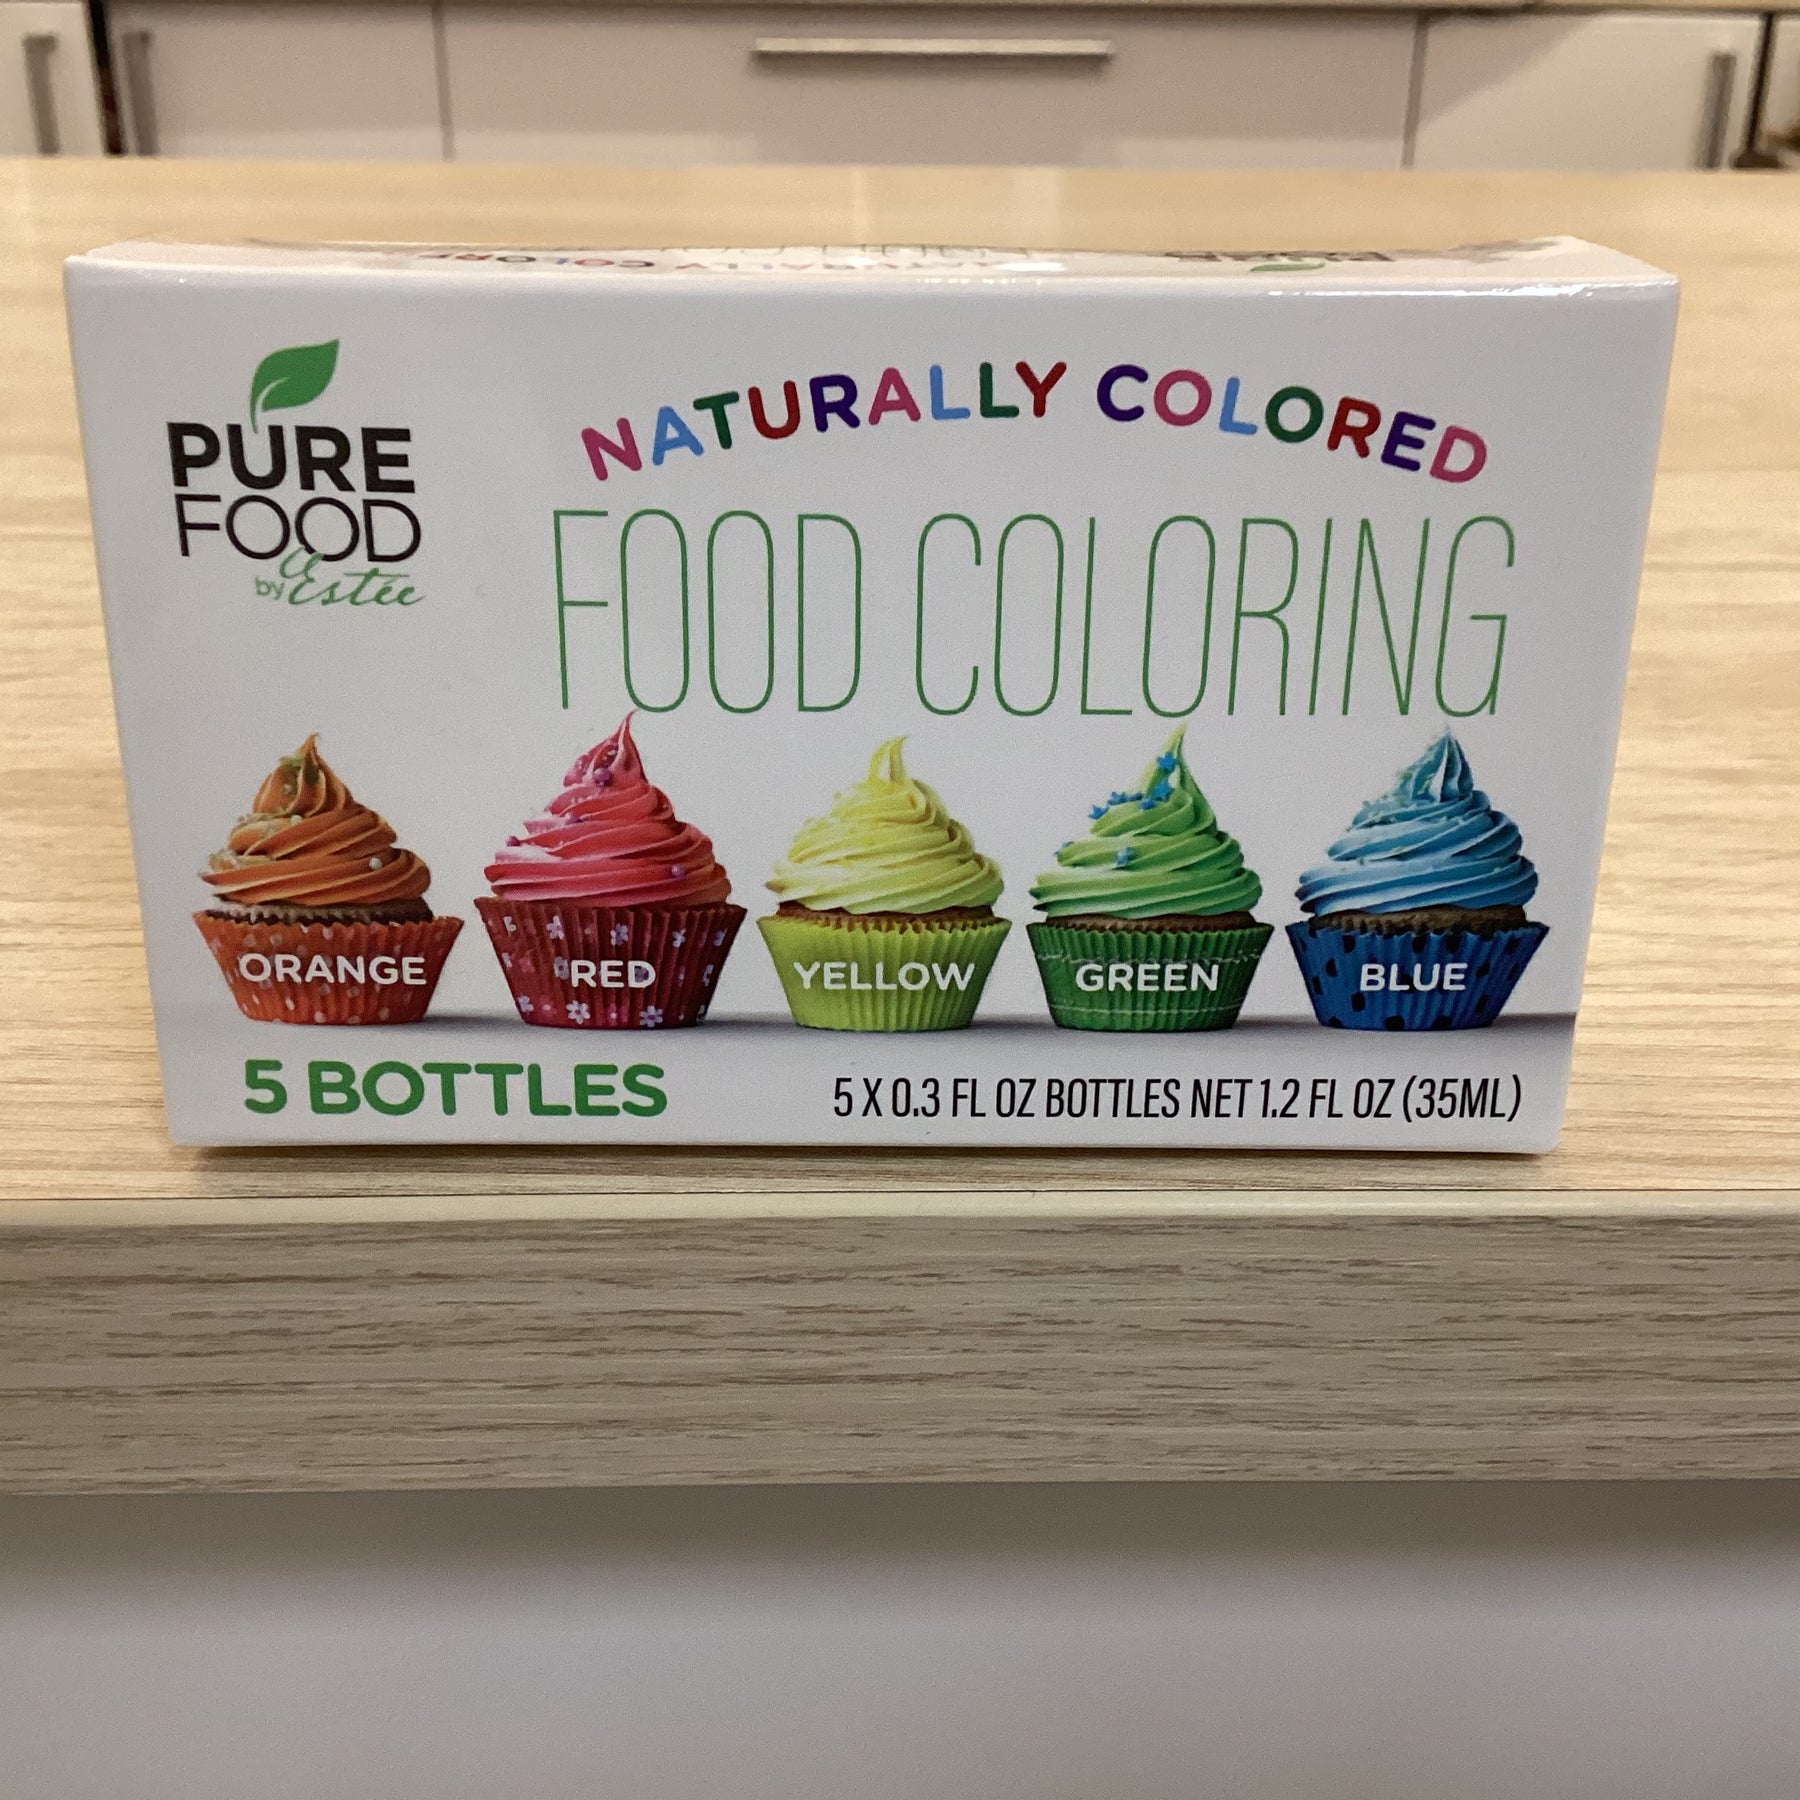 PURE
FOOD
by Estée
NATURALLY COLORED
FOOD COLORING
ORANGE
RED
YELLOW
GREEN
BLUE
5 BOTTLES
5 X 0.3 FL OZ BOTTLES NET 1.2 FL OZ (35ML)